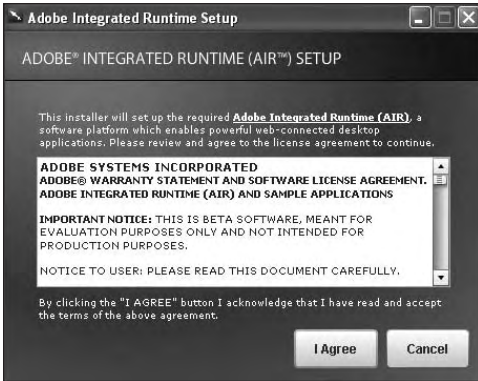 Adobe Integrated Runtime Setup
ADOBE® INTEGRATED RUNTIME (AIR™) SETUP
This installer will set up the required Adobe Integrated Runtime (AIR), a
software platform which enables powerful web-connected desktop
applications. Please review and agree to the license agreement to continue.
ADOBE SYSTEMS INCORPORATED
ADOBE® WARRANTY STATEMENT AND SOFTWARE LICENSE AGREEMENT.
ADOBE INTEGRATED RUNTIME (AIR) AND SAMPLE APPLICATIONS
IMPORTANT NOTICE: THIS IS BETA SOFTWARE, MEANT FOR
EVALUATION PURPOSES ONLY AND NOT INTENDED FOR
PRODUCTION PURPOSES.
NOTICE TO USER: PLEASE READ THIS DOCUMENT CAREFULLY.
By clicking the "I AGREE" button I acknowledge that I have read and accept
the terms of the above agreement.
I Agree
Cancel